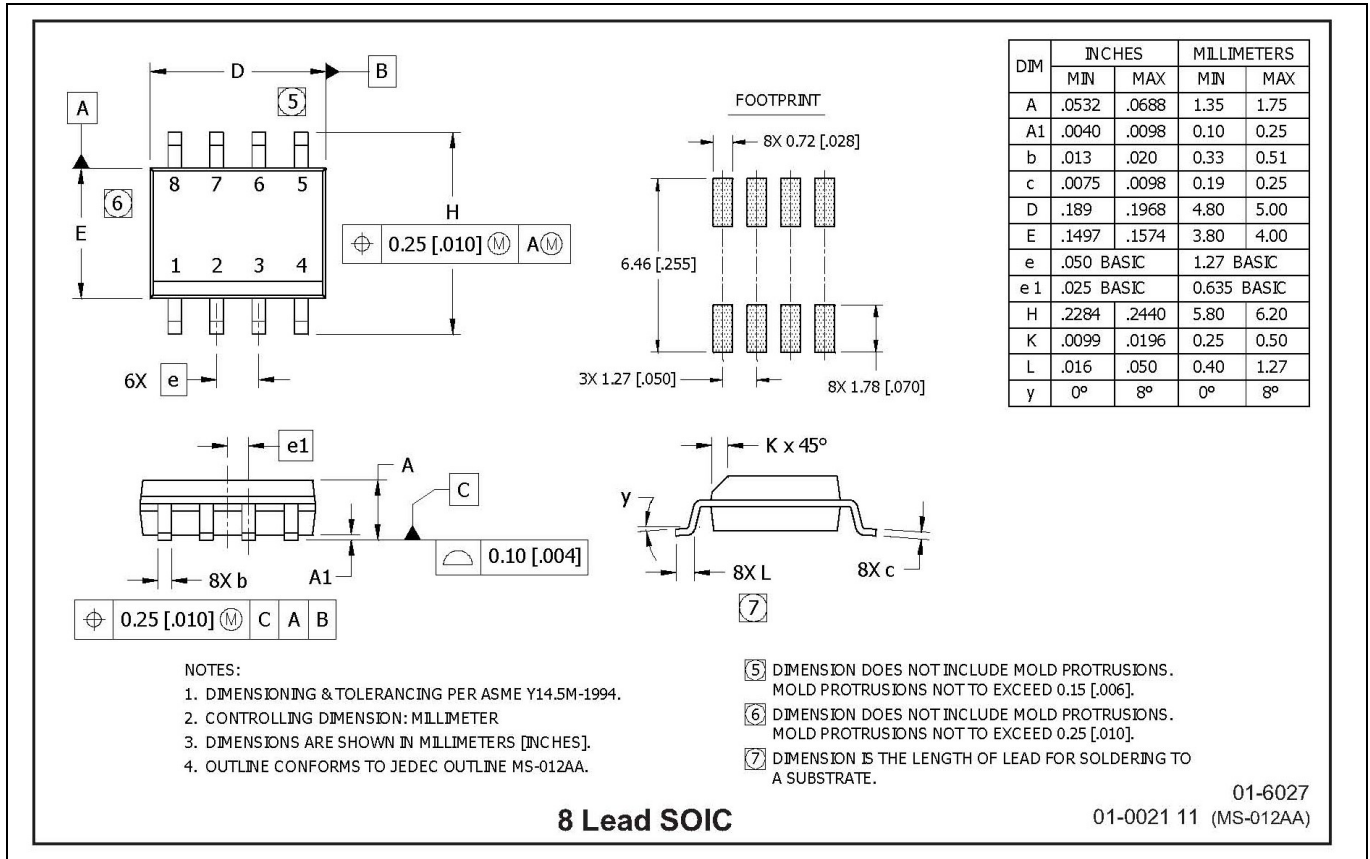 D
B
5
A
8 7 6 5
6
E
H
⌖ 0.25 [.010] Ⓜ AⓂ
1 2 3 4
6X e
FOOTPRINT
8X 0.72 [.028]
6.46 [.255]
3X 1.27 [.050]
8X 1.78 [.070]
DIM INCHES MILLIMETERS
MIN MAX MIN MAX
A .0532 .0688 1.35 1.75
A1 .0040 .0098 0.10 0.25
b .013 .020 0.33 0.51
c .0075 .0098 0.19 0.25
D .189 .1968 4.80 5.00
E .1497 .1574 3.80 4.00
e .050 BASIC 1.27 BASIC
e1 .025 BASIC 0.635 BASIC
H .2284 .2440 5.80 6.20
K .0099 .0196 0.25 0.50
L .016 .050 0.40 1.27
y 0° 8° 0° 8°
e1
A
C
0.10 [.004]
8X b
A1
⌖ 0.25 [.010] Ⓜ C A B
K x 45°
y
8X L
8X c
7
NOTES:
1. DIMENSIONING & TOLERANCING PER ASME Y14.5M-1994.
2. CONTROLLING DIMENSION: MILLIMETER
3. DIMENSIONS ARE SHOWN IN MILLIMETERS [INCHES].
4. OUTLINE CONFORMS TO JEDEC OUTLINE MS-012AA.
5 DIMENSION DOES NOT INCLUDE MOLD PROTRUSIONS.
MOLD PROTRUSIONS NOT TO EXCEED 0.15 [.006].
6 DIMENSION DOES NOT INCLUDE MOLD PROTRUSIONS.
MOLD PROTRUSIONS NOT TO EXCEED 0.25 [.010].
7 DIMENSION IS THE LENGTH OF LEAD FOR SOLDERING TO
A SUBSTRATE.
8 Lead SOIC
01-6027
01-0021 11 (MS-012AA)